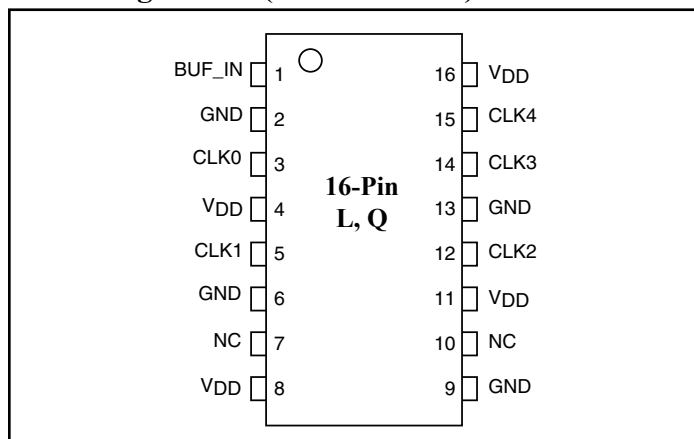 BUF_IN 1 16 VDD
GND 2 15 CLK4
CLK0 3 14 CLK3
VDD 4 13 GND
CLK1 5 12 CLK2
GND 6 11 VDD
NC 7 10 NC
VDD 8 9 GND
16-Pin
L, Q